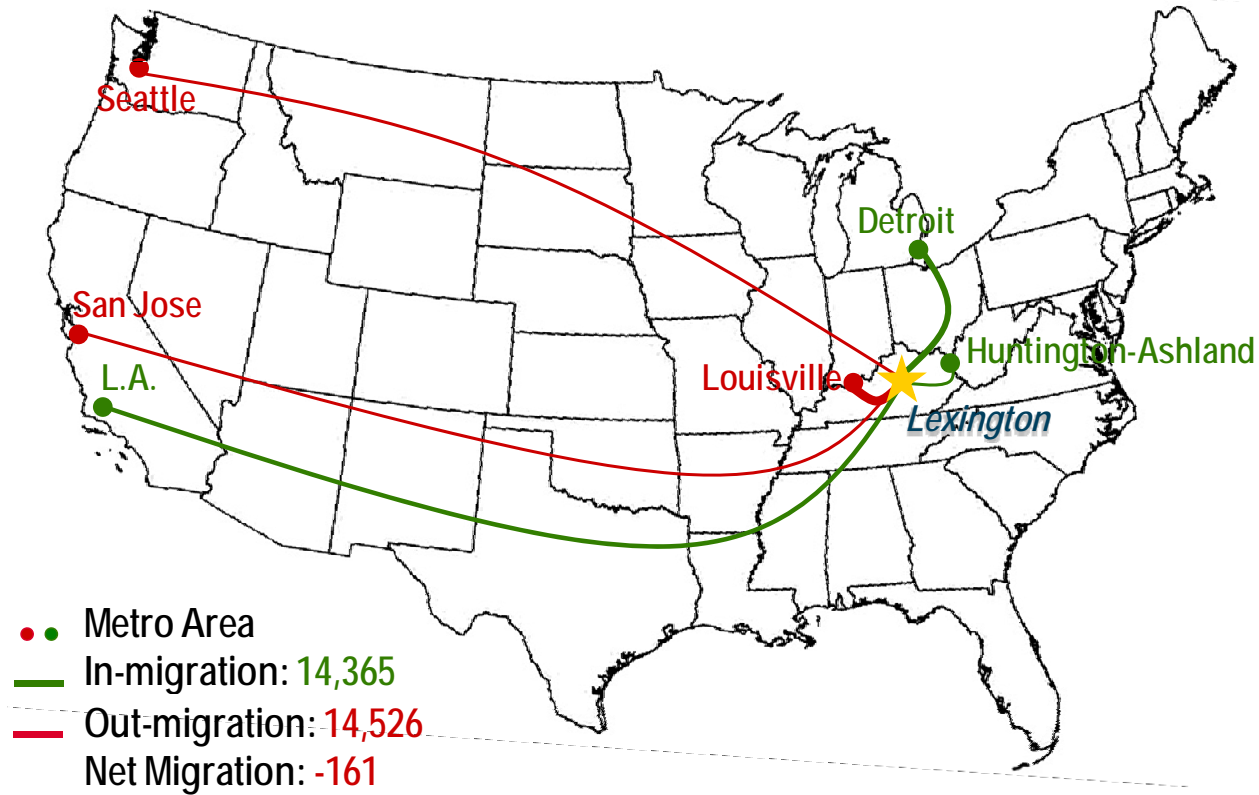 Seattle
Detroit
San Jose
Huntington-Ashland
L.A.
Louisville
Lexington
Metro Area
In-migration: 14,365
Out-migration: 14,526
Net Migration: -161